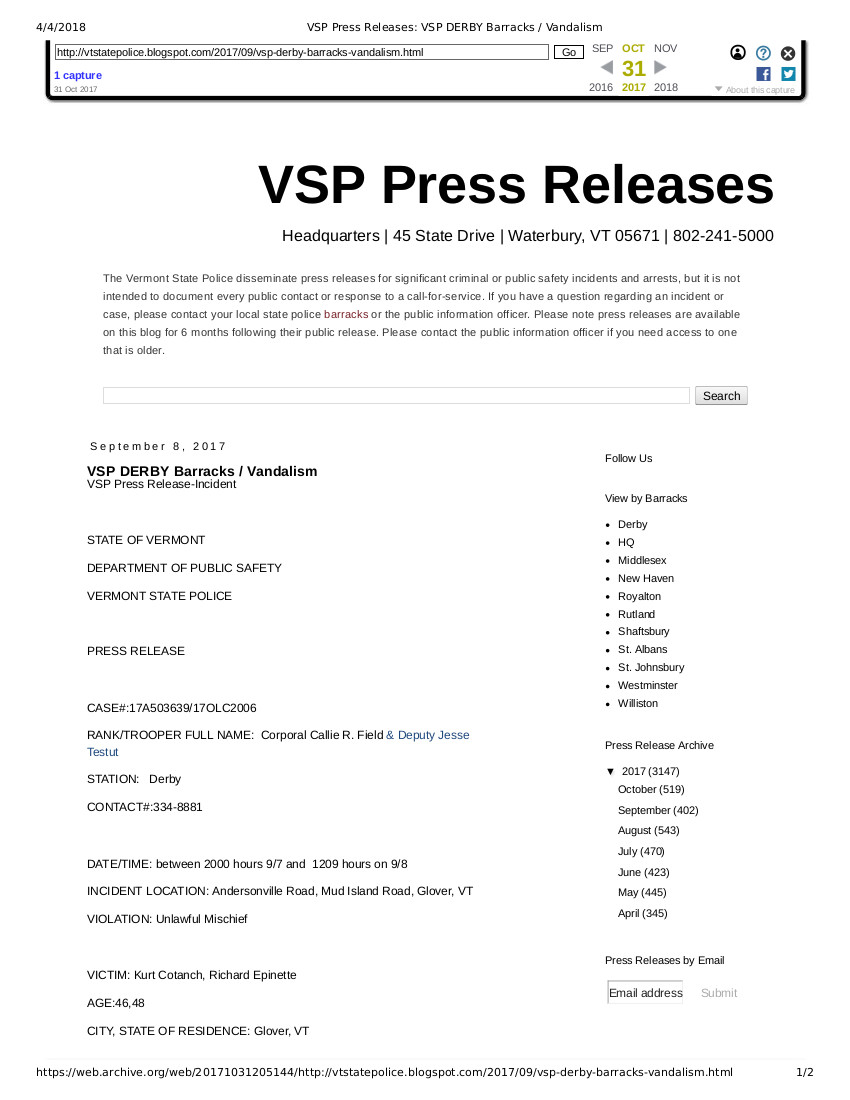 4/4/2018
VSP Press Releases: VSP DERBY Barracks / Vandalism
http://vtstatepolice.blogspot.com/2017/09/vsp-derby-barracks-vandalism.html
Go
SEP OCT NOV
31
2016 2017 2018
1 capture
31 Oct 2017
About this capture
VSP Press Releases
Headquarters | 45 State Drive | Waterbury, VT 05671 | 802-241-5000
The Vermont State Police disseminate press releases for significant criminal or public safety incidents and arrests, but it is not
intended to document every public contact or response to a call-for-service. If you have a question regarding an incident or
case, please contact your local state police barracks or the public information officer. Please note press releases are available
on this blog for 6 months following their public release. Please contact the public information officer if you need access to one
that is older.
Search
September 8, 2017
VSP DERBY Barracks / Vandalism
VSP Press Release-Incident
STATE OF VERMONT
DEPARTMENT OF PUBLIC SAFETY
VERMONT STATE POLICE
PRESS RELEASE
CASE#:17A503639/17OLC2006
RANK/TROOPER FULL NAME:  Corporal Callie R. Field & Deputy Jesse
Testut
STATION:   Derby
CONTACT#:334-8881
DATE/TIME: between 2000 hours 9/7 and  1209 hours on 9/8
INCIDENT LOCATION: Andersonville Road, Mud Island Road, Glover, VT
VIOLATION: Unlawful Mischief
VICTIM: Kurt Cotanch, Richard Epinette
AGE:46,48
CITY, STATE OF RESIDENCE: Glover, VT
Follow Us
View by Barracks
Derby
HQ
Middlesex
New Haven
Royalton
Rutland
Shaftsbury
St. Albans
St. Johnsbury
Westminster
Williston
Press Release Archive
▼ 2017 (3147)
October (519)
September (402)
August (543)
July (470)
June (423)
May (445)
April (345)
Press Releases by Email
Email address
Submit
https://web.archive.org/web/20171031205144/http://vtstatepolice.blogspot.com/2017/09/vsp-derby-barracks-vandalism.html
1/2